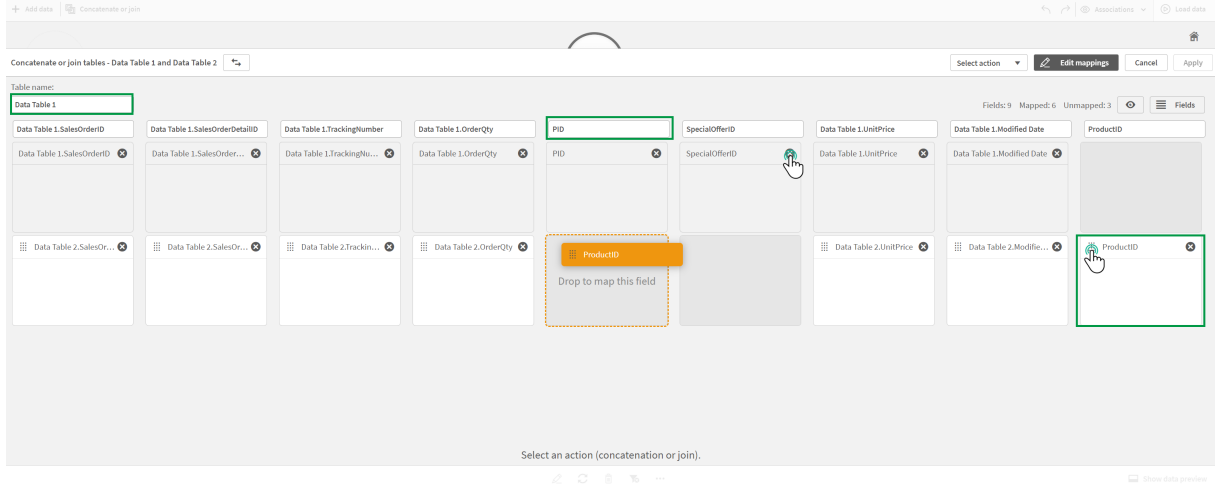 Add data Concatenate or join Associations Load data
Concatenate or join tables - Data Table 1 and Data Table 2 Select action Edit mappings Cancel Apply
Table name:
Data Table 1 Fields: 9 Mapped: 6 Unmapped: 3 Fields
Data Table 1.SalesOrderID Data Table 1.SalesOrderDetailID Data Table 1.TrackingNumber Data Table 1.OrderQty PID SpecialOfferID Data Table 1.UnitPrice Data Table 1.Modified Date ProductID
Data Table 1.SalesOrderID Data Table 1.SalesOrder... Data Table 1.TrackingNu... Data Table 1.OrderQty PID SpecialOfferID Data Table 1.UnitPrice Data Table 1.Modified Date
Data Table 2.SalesOr... Data Table 2.SalesOr... Data Table 2.Trackin... Data Table 2.OrderQty ProductID Data Table 2.UnitPrice Data Table 2.Modifie... ProductID
Drop to map this field
Select an action (concatenation or join).
Show data preview